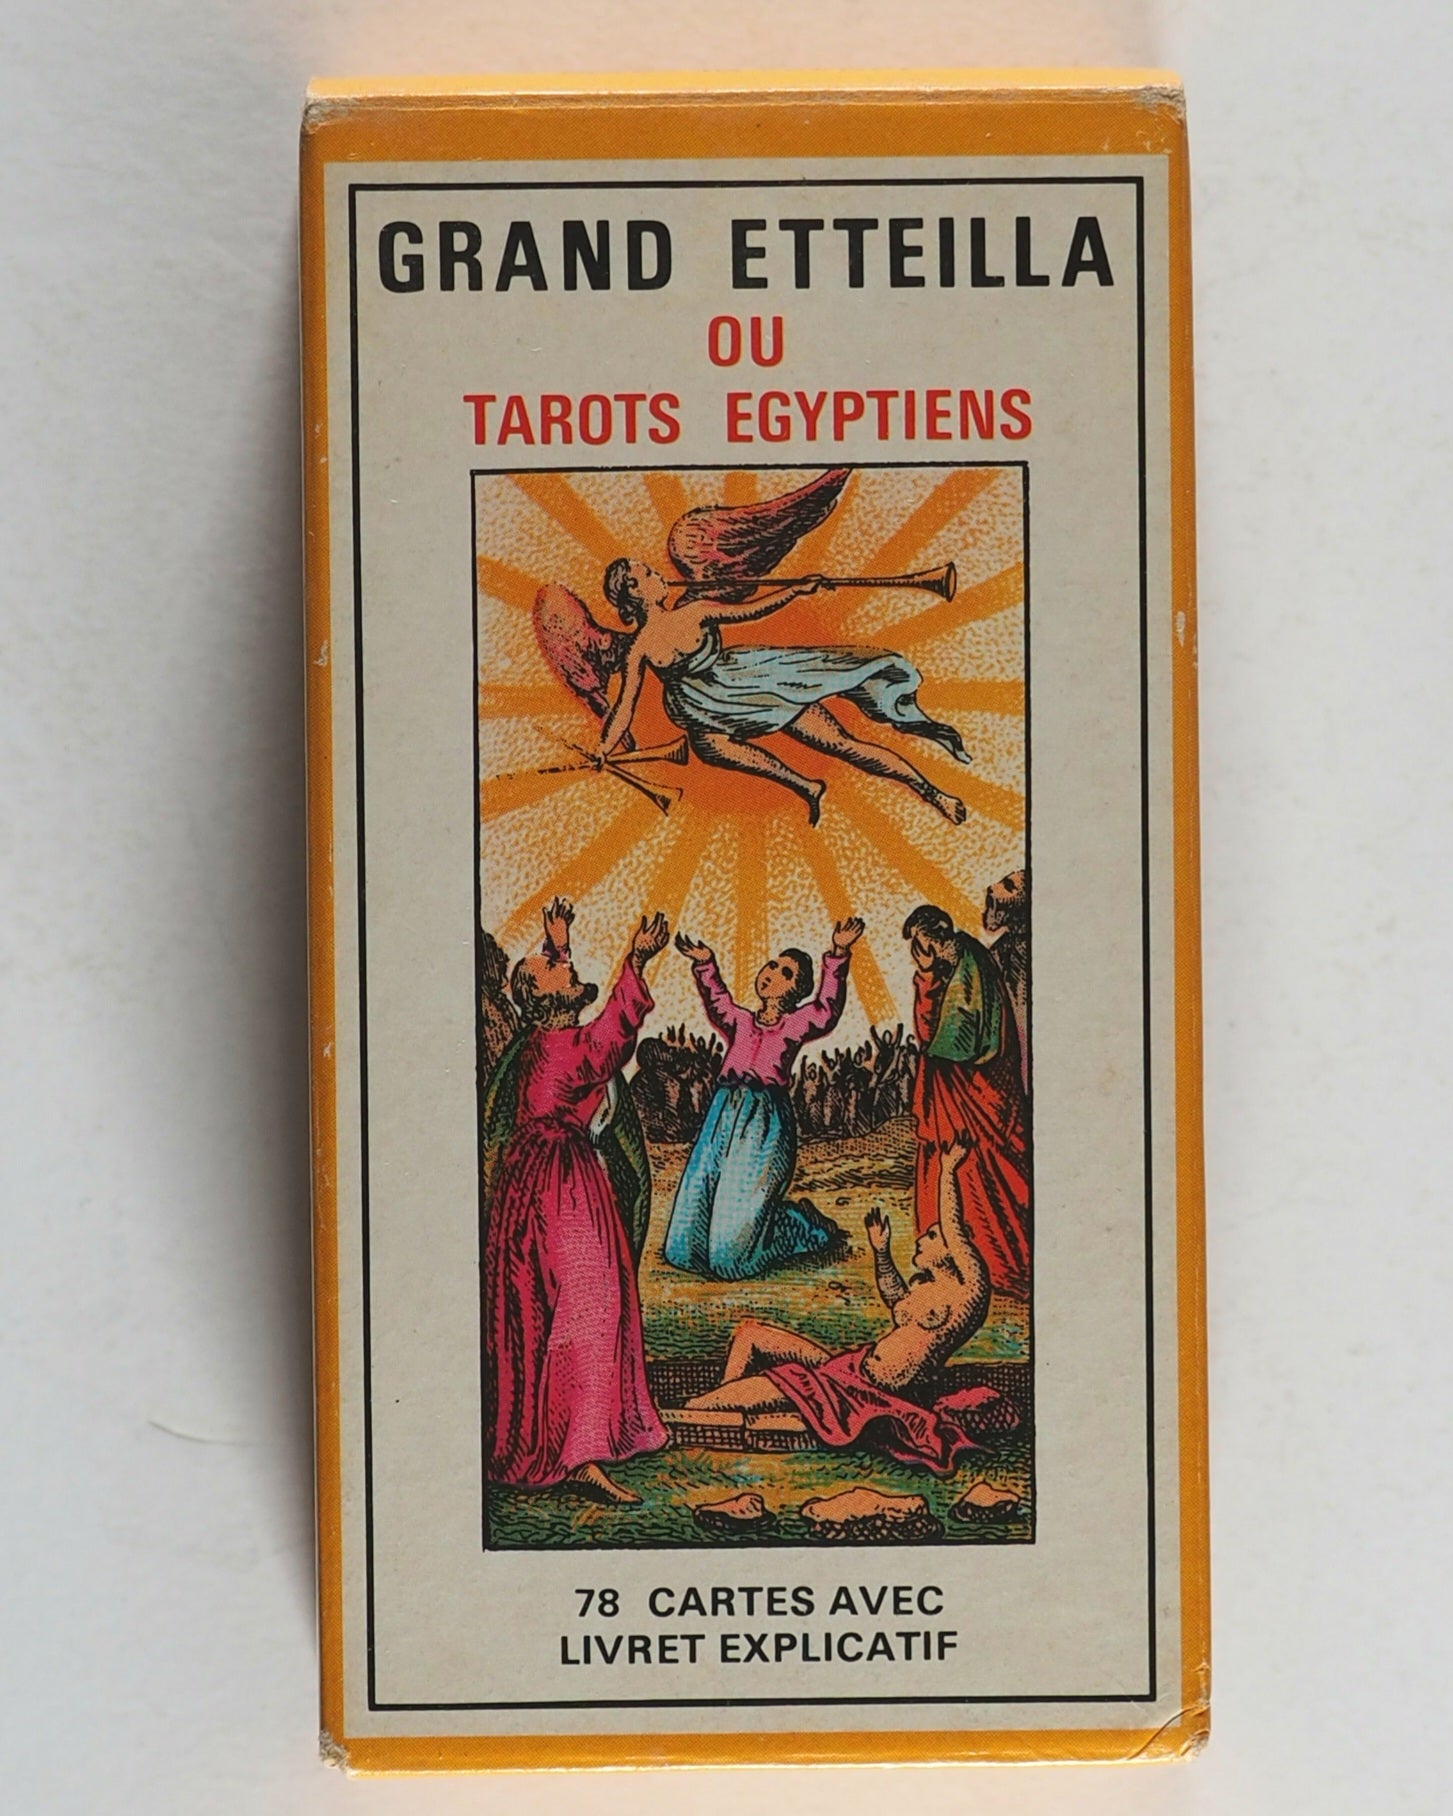 GRAND ETTEILLA
OU
TAROTS EGYPTIENS
78 CARTES AVEC
LIVRET EXPLICATIF